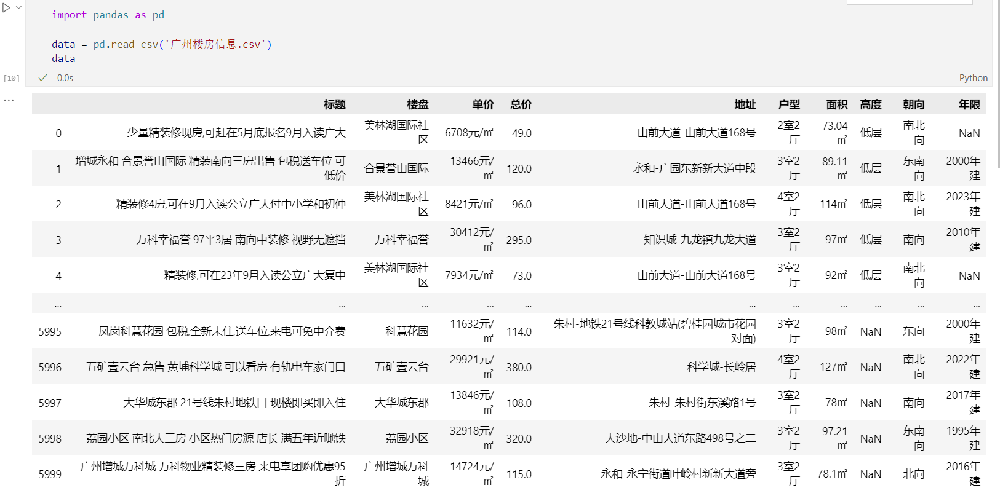 import pandas as pd
data = pd.read_csv('广州楼房信息.csv')
data
[10] 0.0s Python
...
标题 楼盘 单价 总价 地址 户型 面积 高度 朝向 年限
0 少量精装修现房,可赶在5月底报名9月入读广大 美林湖国际社区 6708元/㎡ 49.0 山前大道-山前大道168号 2室2厅 73.04㎡ 低层 南北向 NaN
1 增城永和 合景誉山国际 精装南向三房出售 包税送车位 可低价 合景誉山国际 13466元/㎡ 120.0 永和-广园东新新大道中段 3室2厅 89.11㎡ 低层 东南向 2000年建
2 精装修4房,可在9月入读公立广大付中小学和初仲 美林湖国际社区 8421元/㎡ 96.0 山前大道-山前大道168号 4室2厅 114㎡ 低层 南北向 2023年建
3 万科幸福誉 97平3居 南向中装修 视野无遮挡 万科幸福誉 30412元/㎡ 295.0 知识城-九龙镇九龙大道 3室2厅 97㎡ 低层 南向 2010年建
4 精装修,可在23年9月入读公立广大复中 美林湖国际社区 7934元/㎡ 73.0 山前大道-山前大道168号 3室2厅 92㎡ 低层 南北向 NaN
... ... ... ... ... ... ... ... ... ... ...
5995 凤岗科慧花园 包税,全新未住,送车位,来电可免中介费 科慧花园 11632元/㎡ 114.0 朱村-地铁21号线科教城站(碧桂园城市花园对面) 3室2厅 98㎡ NaN 东向 2000年建
5996 五矿壹云台 急售 黄埔科学城 可以看房 有轨电车家门口 五矿壹云台 29921元/㎡ 380.0 科学城-长岭居 4室2厅 127㎡ NaN 南北向 2022年建
5997 大华城东郡 21号线朱村地铁口 现楼即买即入住 大华城东郡 13846元/㎡ 108.0 朱村-朱村街东溪路1号 3室2厅 78㎡ NaN 南向 2017年建
5998 荔园小区 南北大三房 小区热门房源 店长 满五年近哋铁 荔园小区 32918元/㎡ 320.0 大沙地-中山大道东路498号之二 3室2厅 97.21㎡ NaN 东南向 1995年建
5999 广州增城万科城 万科物业精装修三房 来电享团购优惠95折 广州增城万科城 14724元/㎡ 115.0 永和-永宁街道叶岭村新新大道旁 3室2厅 78.1㎡ NaN 北向 2016年建